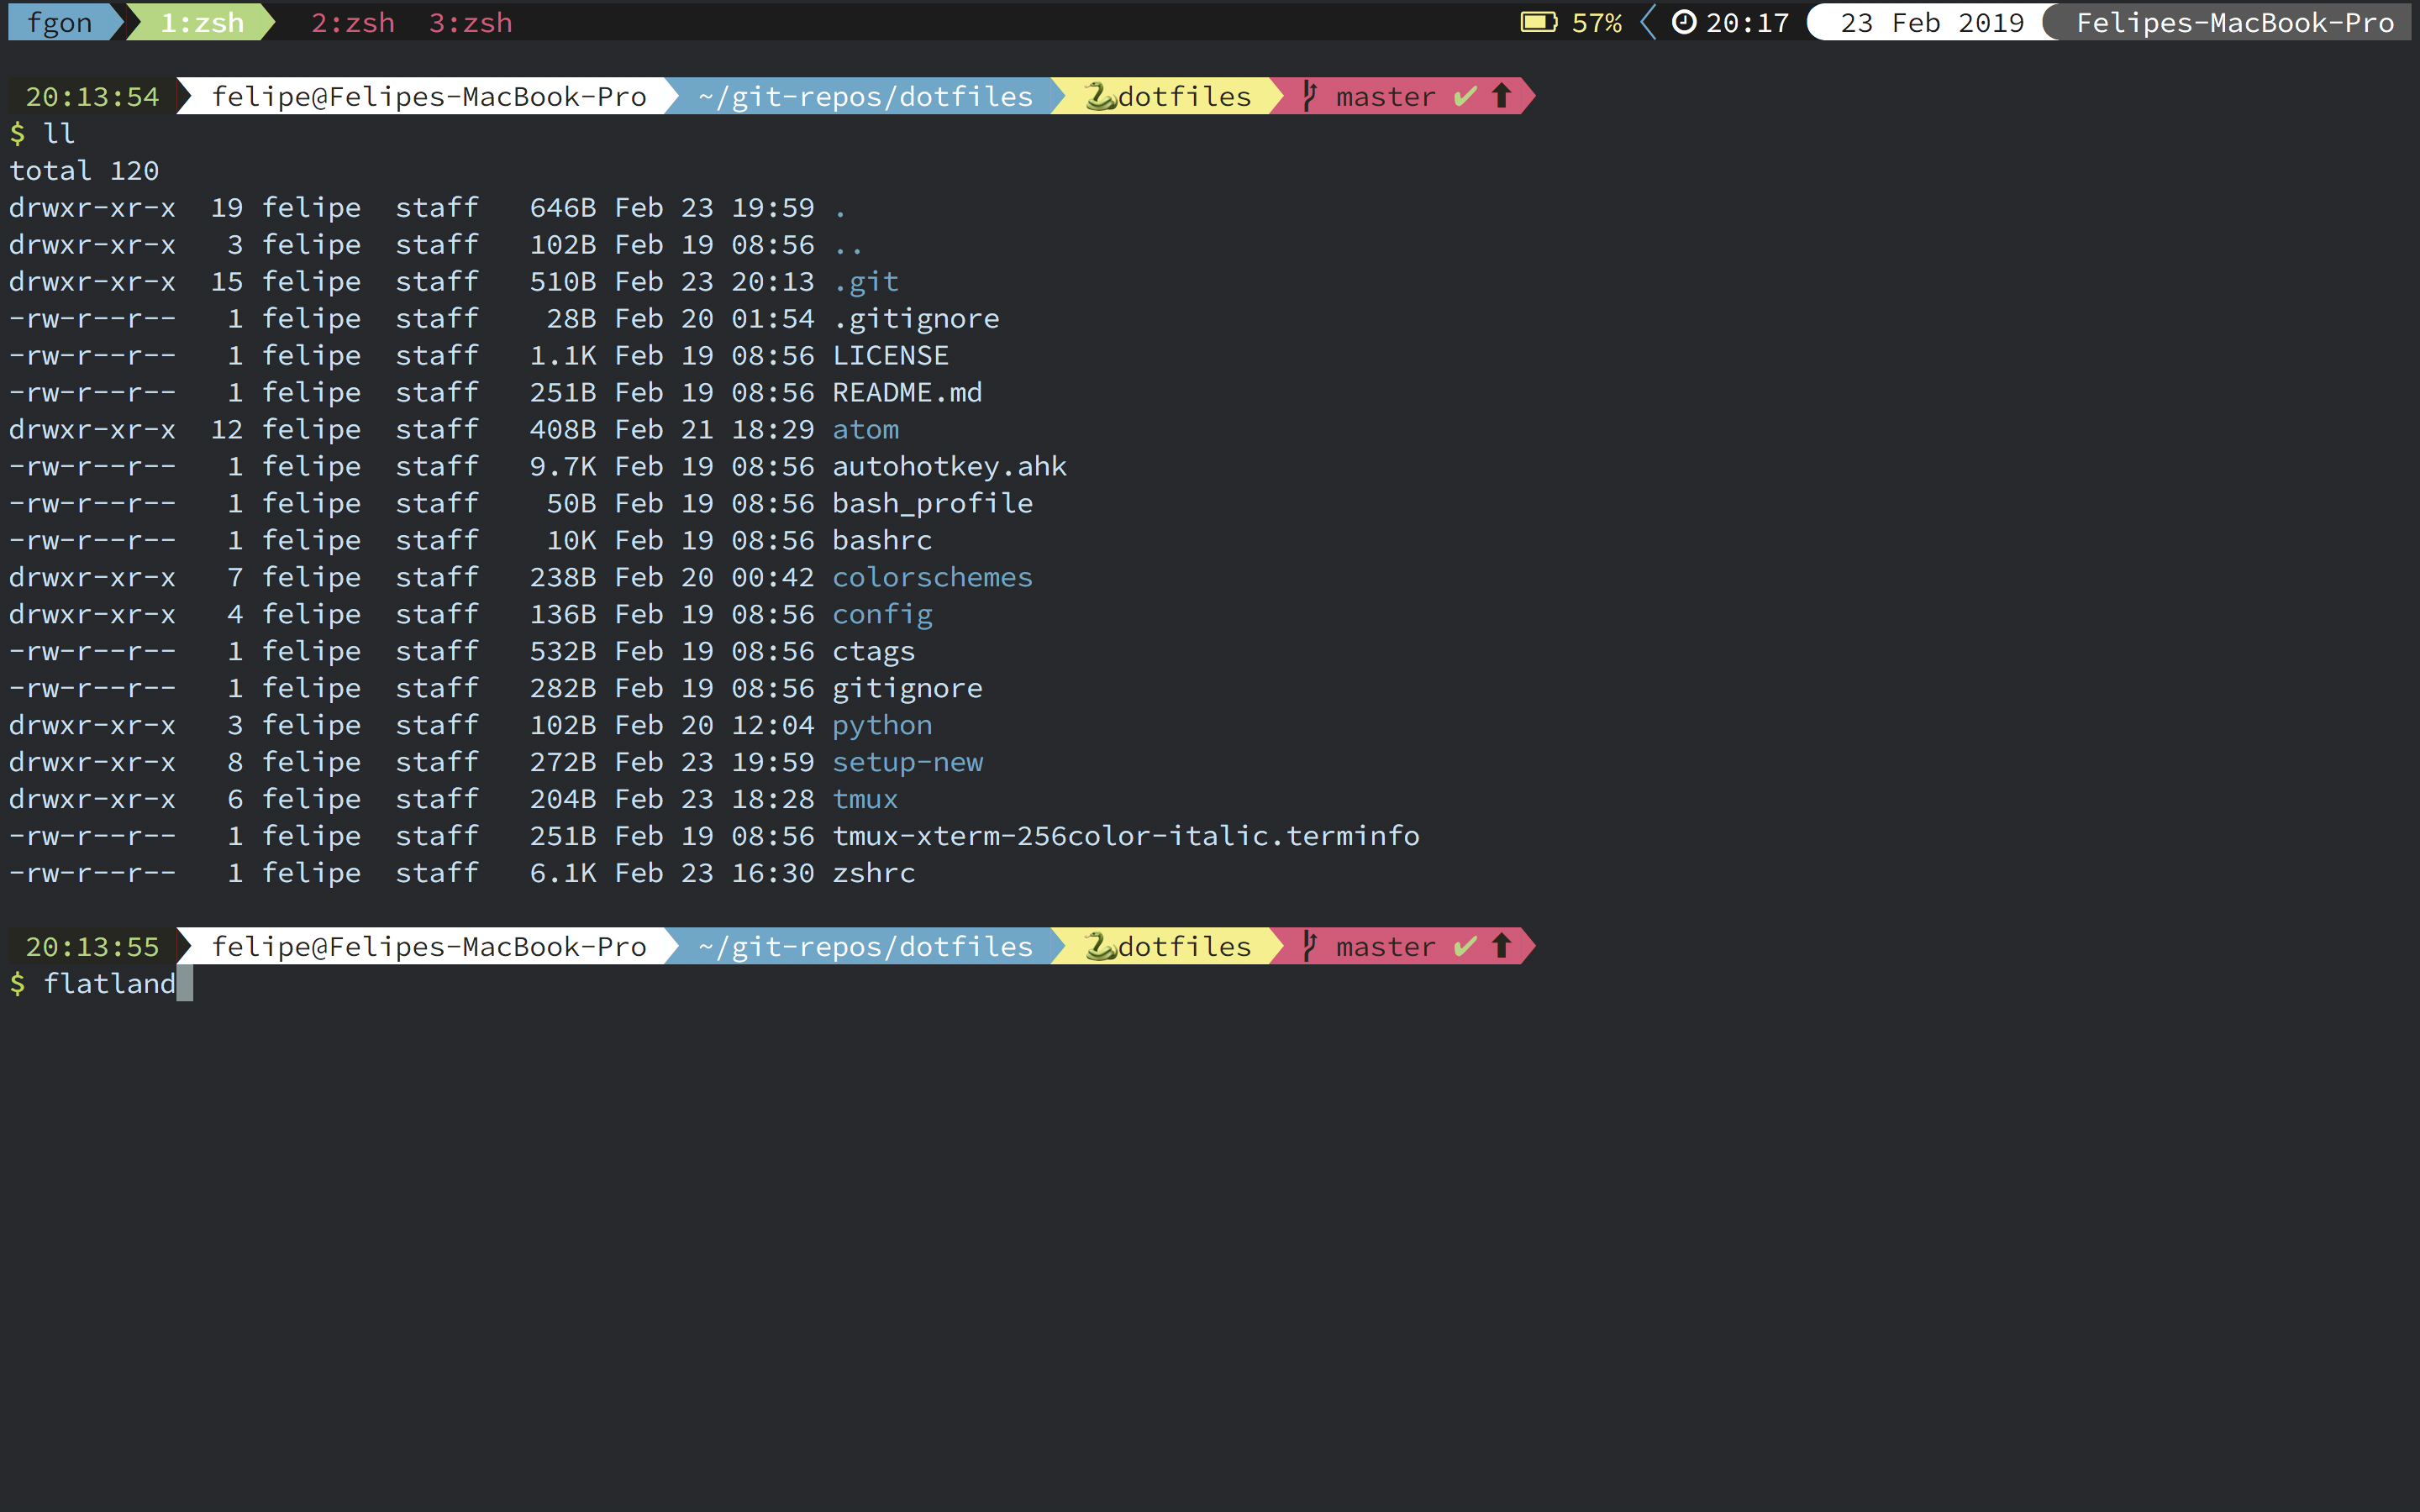 fgon 1:zsh 2:zsh 3:zsh 57% 20:17 23 Feb 2019 Felipes-MacBook-Pro
20:13:54 felipe@Felipes-MacBook-Pro ~/git-repos/dotfiles 🐍dotfiles master ✔ ⬆
$ ll
total 120
drwxr-xr-x  19 felipe  staff   646B Feb 23 19:59 .
drwxr-xr-x   3 felipe  staff   102B Feb 19 08:56 ..
drwxr-xr-x  15 felipe  staff   510B Feb 23 20:13 .git
-rw-r--r--   1 felipe  staff    28B Feb 20 01:54 .gitignore
-rw-r--r--   1 felipe  staff   1.1K Feb 19 08:56 LICENSE
-rw-r--r--   1 felipe  staff   251B Feb 19 08:56 README.md
drwxr-xr-x  12 felipe  staff   408B Feb 21 18:29 atom
-rw-r--r--   1 felipe  staff   9.7K Feb 19 08:56 autohotkey.ahk
-rw-r--r--   1 felipe  staff    50B Feb 19 08:56 bash_profile
-rw-r--r--   1 felipe  staff    10K Feb 19 08:56 bashrc
drwxr-xr-x   7 felipe  staff   238B Feb 20 00:42 colorschemes
drwxr-xr-x   4 felipe  staff   136B Feb 19 08:56 config
-rw-r--r--   1 felipe  staff   532B Feb 19 08:56 ctags
-rw-r--r--   1 felipe  staff   282B Feb 19 08:56 gitignore
drwxr-xr-x   3 felipe  staff   102B Feb 20 12:04 python
drwxr-xr-x   8 felipe  staff   272B Feb 23 19:59 setup-new
drwxr-xr-x   6 felipe  staff   204B Feb 23 18:28 tmux
-rw-r--r--   1 felipe  staff   251B Feb 19 08:56 tmux-xterm-256color-italic.terminfo
-rw-r--r--   1 felipe  staff   6.1K Feb 23 16:30 zshrc
20:13:55 felipe@Felipes-MacBook-Pro ~/git-repos/dotfiles 🐍dotfiles master ✔ ⬆
$ flatland